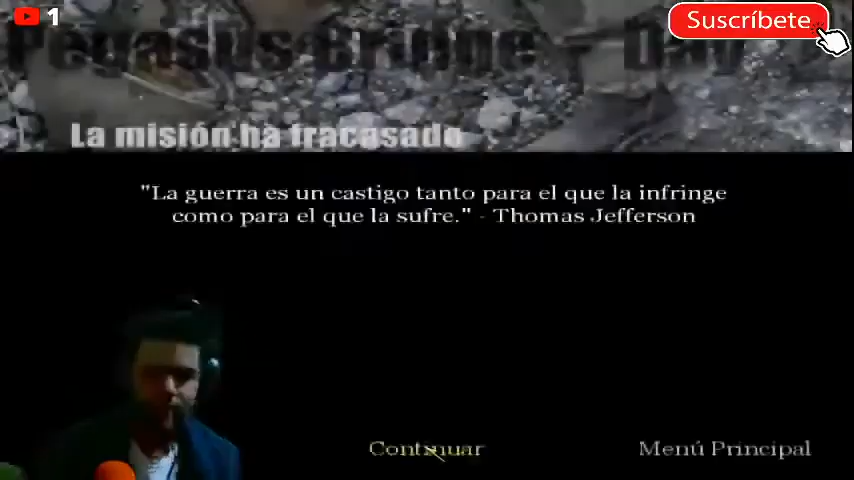 1
Suscríbete
Pegasus Bridge - Day
La misión ha fracasado
"La guerra es un castigo tanto para el que la infringe
como para el que la sufre." - Thomas Jefferson
Continuar
Menú Principal